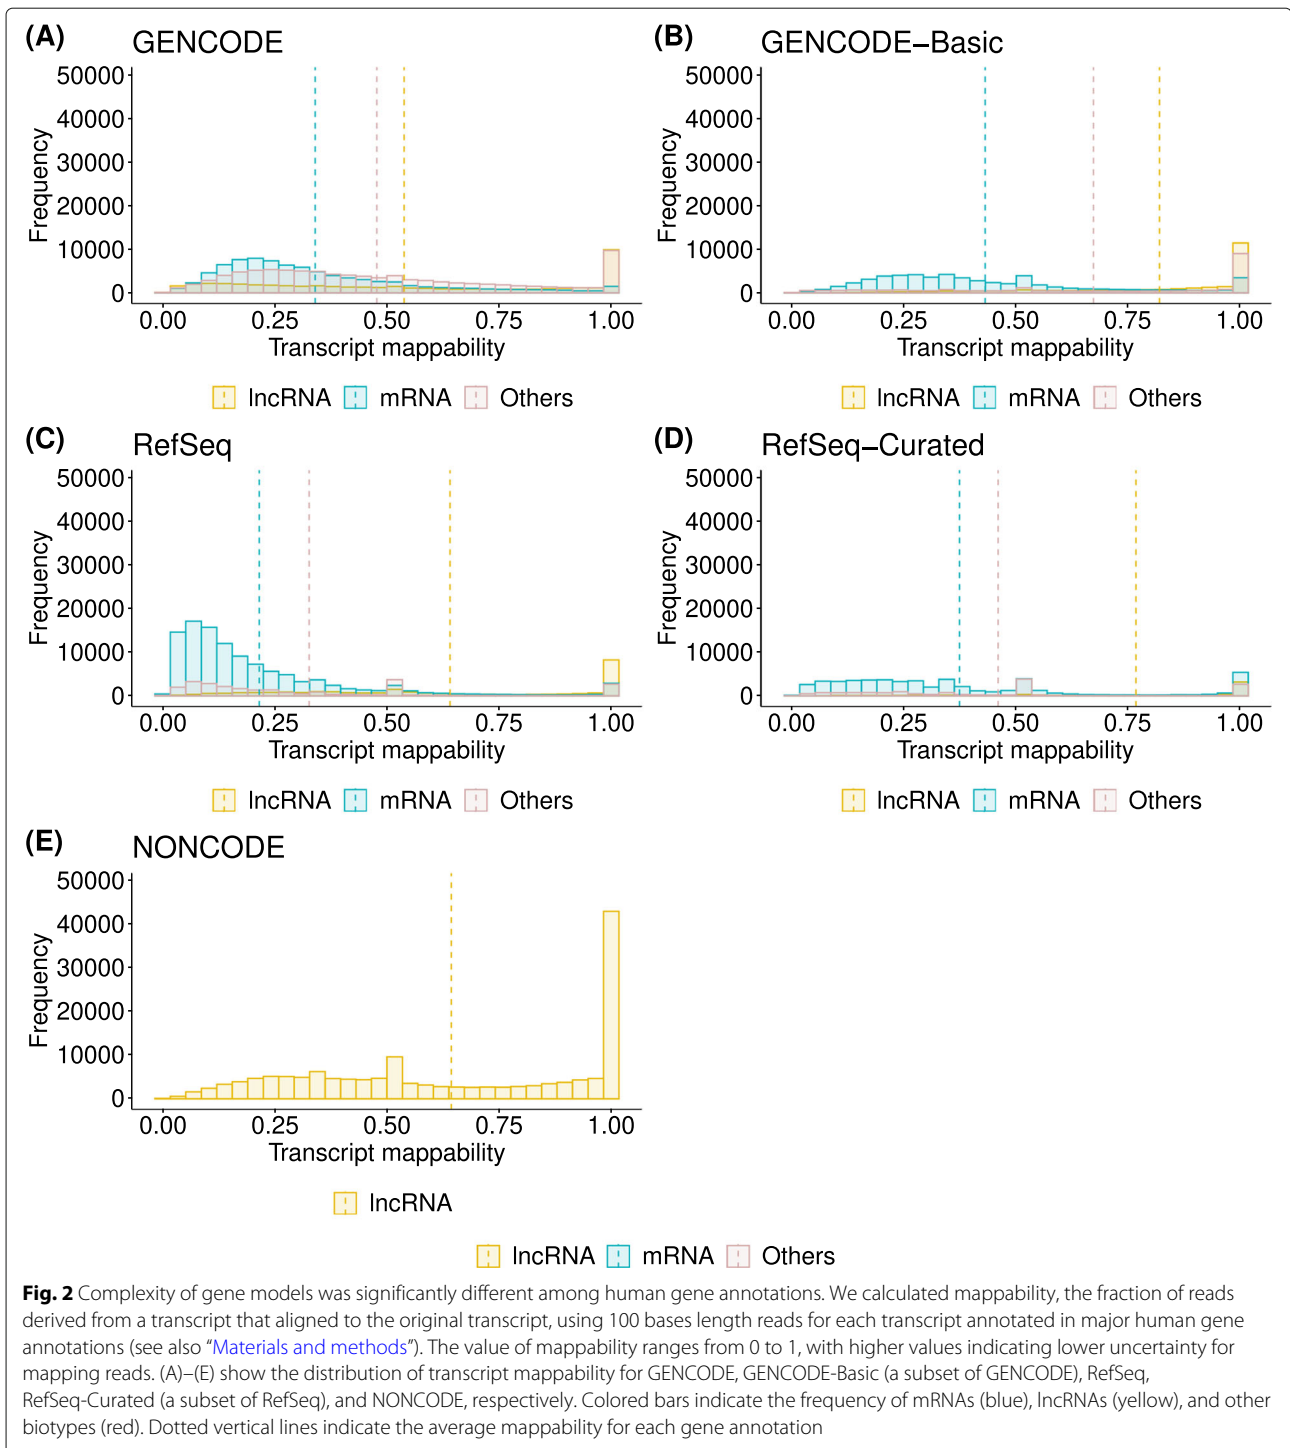 (A)
GENCODE
50000
40000
30000
20000
10000
0
Frequency
0.00 0.25 0.50 0.75 1.00
Transcript mappability
lncRNA mRNA Others
(B)
GENCODE−Basic
50000
40000
30000
20000
10000
0
Frequency
0.00 0.25 0.50 0.75 1.00
Transcript mappability
lncRNA mRNA Others
(C)
RefSeq
50000
40000
30000
20000
10000
0
Frequency
0.00 0.25 0.50 0.75 1.00
Transcript mappability
lncRNA mRNA Others
(D)
RefSeq−Curated
50000
40000
30000
20000
10000
0
Frequency
0.00 0.25 0.50 0.75 1.00
Transcript mappability
lncRNA mRNA Others
(E)
NONCODE
50000
40000
30000
20000
10000
0
Frequency
0.00 0.25 0.50 0.75 1.00
Transcript mappability
lncRNA
lncRNA mRNA Others
Fig. 2 Complexity of gene models was significantly different among human gene annotations. We calculated mappability, the fraction of reads
derived from a transcript that aligned to the original transcript, using 100 bases length reads for each transcript annotated in major human gene
annotations (see also “Materials and methods”). The value of mappability ranges from 0 to 1, with higher values indicating lower uncertainty for
mapping reads. (A)–(E) show the distribution of transcript mappability for GENCODE, GENCODE-Basic (a subset of GENCODE), RefSeq,
RefSeq-Curated (a subset of RefSeq), and NONCODE, respectively. Colored bars indicate the frequency of mRNAs (blue), lncRNAs (yellow), and other
biotypes (red). Dotted vertical lines indicate the average mappability for each gene annotation